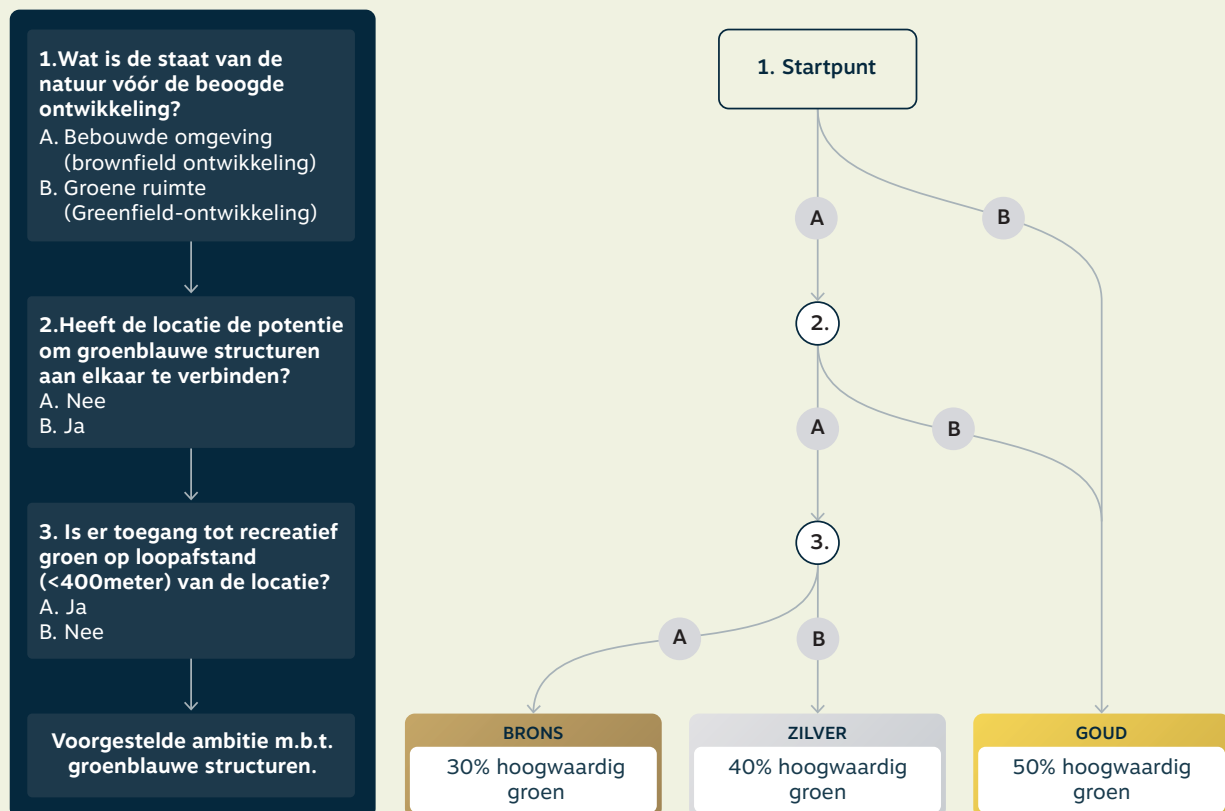 1.Wat is de staat van de
natuur vóór de beoogde
ontwikkeling?
A. Bebouwde omgeving
(brownfield ontwikkeling)
B. Groene ruimte
(Greenfield-ontwikkeling)
2.Heeft de locatie de potentie
om groenblauwe structuren
aan elkaar te verbinden?
A. Nee
B. Ja
3. Is er toegang tot recreatief
groen op loopafstand
(<400meter) van de locatie?
A. Ja
B. Nee
Voorgestelde ambitie m.b.t.
groenblauwe structuren.
1. Startpunt
A
B
2.
A
B
3.
A
B
BRONS
30% hoogwaardig
groen
ZILVER
40% hoogwaardig
groen
GOUD
50% hoogwaardig
groen